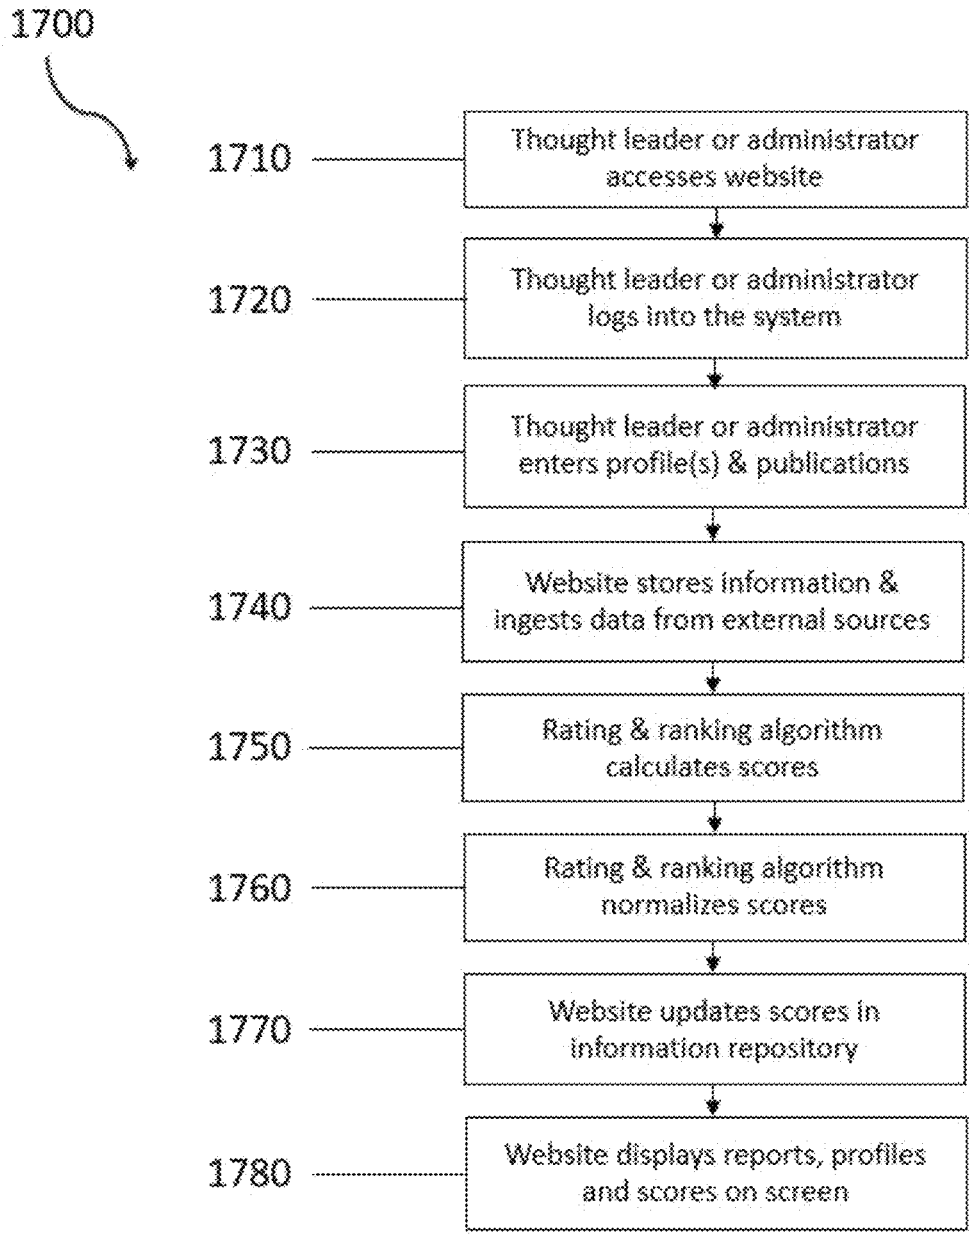 1700
1710
Thought leader or administrator
accesses website
1720
Thought leader or administrator
logs into the system
1730
Thought leader or administrator
enters profile(s) & publications
1740
Website stores information &
ingests data from external sources
1750
Rating & ranking algorithm
calculates scores
1760
Rating & ranking algorithm
normalizes scores
1770
Website updates scores in
information repository
1780
Website displays reports, profiles
and scores on screen